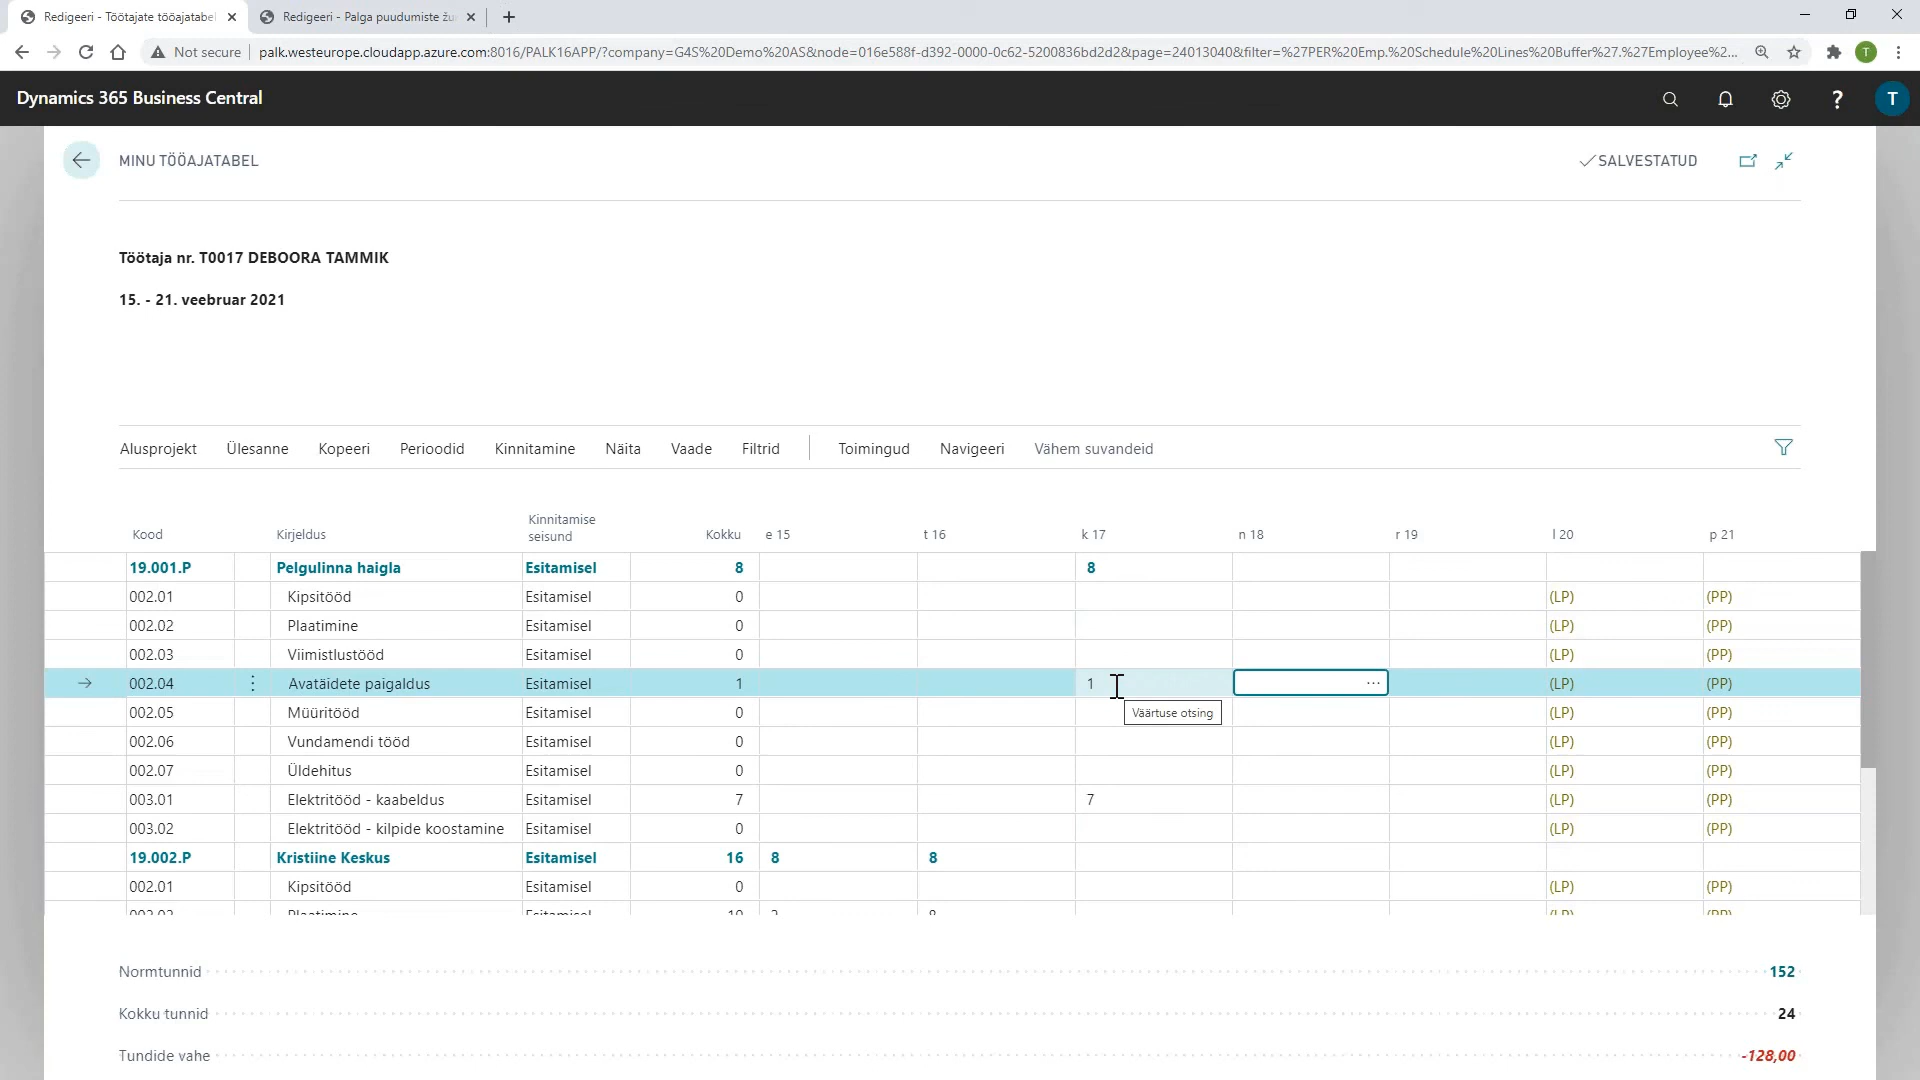 Redigeeri - Töötajate tööajatabel
Redigeeri - Palga puudumiste žu
Not secure
palk.westeurope.cloudapp.azure.com:8016/PALK16APP/?company=G4S%20Demo%20AS&node=016e588f-d392-0000-0c62-5200836bd2d2&page=24013040&filter=%27PER%20Emp.%20Schedule%20Lines%20Buffer%27.%27Employee%2...
T
Dynamics 365 Business Central
?
T
MINU TÖÖAJATABEL
SALVESTATUD
Töötaja nr. T0017 DEBOORA TAMMIK
15. - 21. veebruar 2021
Alusprojekt Ülesanne Kopeeri Perioodid Kinnitamine Näita Vaade Filtrid Toimingud Navigeeri Vähem suvandeid
Kood Kirjeldus Kinnitamise seisund Kokku e 15 t 16 k 17 n 18 r 19 l 20 p 21
19.001.P Pelgulinna haigla Esitamisel 8 8
002.01 Kipsitööd Esitamisel 0 (LP) (PP)
002.02 Plaatimine Esitamisel 0 (LP) (PP)
002.03 Viimistlustööd Esitamisel 0 (LP) (PP)
002.04 Avatäidete paigaldus Esitamisel 1 1 (LP) (PP)
Väärtuse otsing
002.05 Müüritööd Esitamisel 0 (LP) (PP)
002.06 Vundamendi tööd Esitamisel 0 (LP) (PP)
002.07 Üldehitus Esitamisel 0 (LP) (PP)
003.01 Elektritööd - kaabeldus Esitamisel 7 7 (LP) (PP)
003.02 Elektritööd - kilpide koostamine Esitamisel 0 (LP) (PP)
19.002.P Kristiine Keskus Esitamisel 16 8 8
002.01 Kipsitööd Esitamisel 0 (LP) (PP)
Normtunnid 152
Kokku tunnid 24
Tundide vahe -128,00